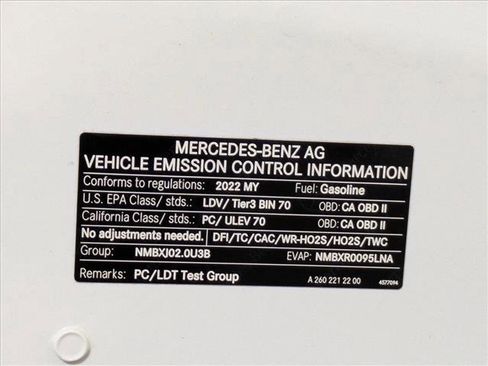 MERCEDES-BENZ AG
VEHICLE EMISSION CONTROL INFORMATION
Conforms to regulations: 2022 MY Fuel: Gasoline
U.S. EPA Class/ stds.: LDV/ Tier3 BIN 70 OBD: CA OBD II
California Class/ stds.: PC/ ULEV 70 OBD: CA OBD II
No adjustments needed. DFI/TC/CAC/WR-HO2S/HO2S/TWC
Group: NMBXJ02.0U3B EVAP: NMBXR0095LNA
Remarks: PC/LDT Test Group A 260 221 22 00 4577094